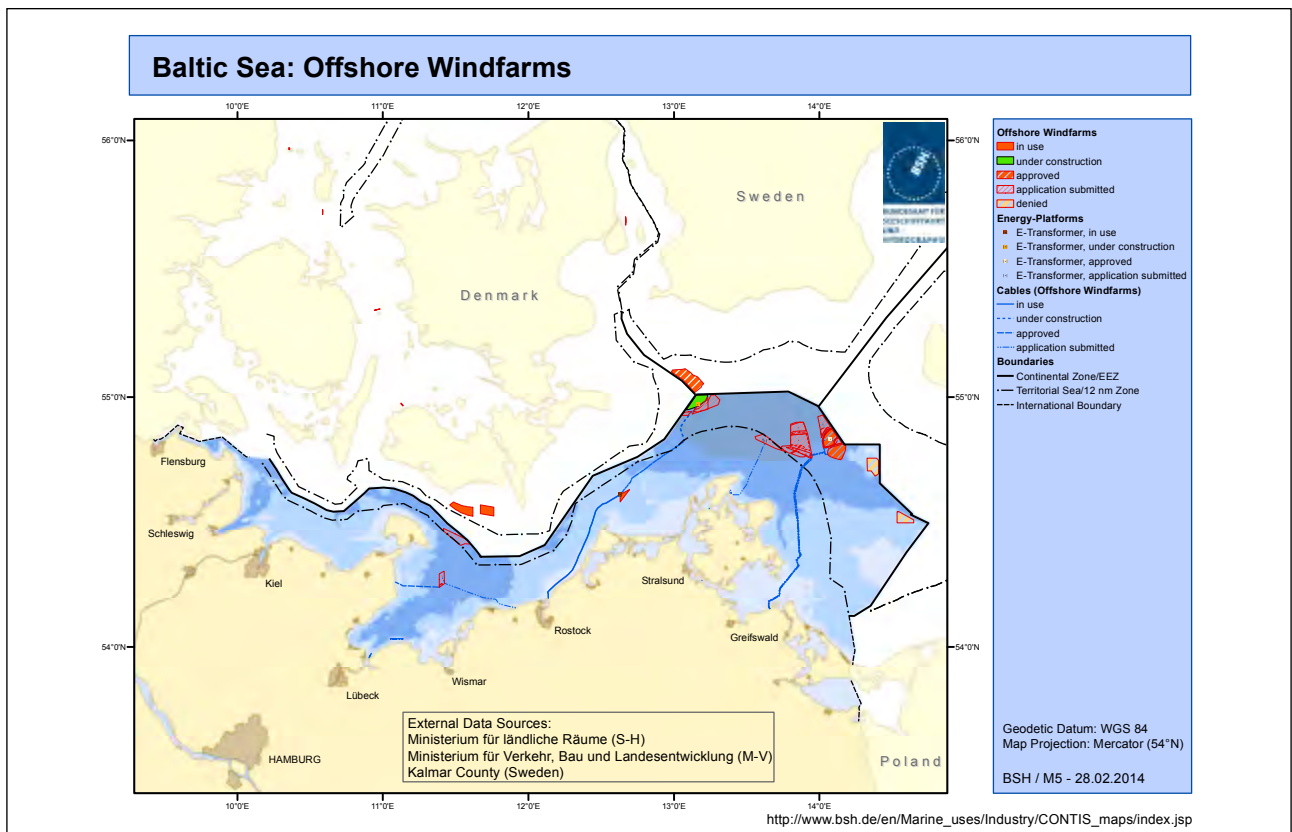 Baltic Sea: Offshore Windfarms
10°0'E
11°0'E
12°0'E
13°0'E
14°0'E
56°0'N
56°0'N
BSH
BUNDESAMT FÜR
SEESCHIFFFAHRT
UND
HYDROGRAPHIE
Sweden
Denmark
55°0'N
55°0'N
Flensburg
Schleswig
Kiel
Stralsund
Rostock
Greifswald
54°0'N
54°0'N
Lübeck
Wismar
HAMBURG
Poland
External Data Sources:
Ministerium für ländliche Räume (S-H)
Ministerium für Verkehr, Bau und Landesentwicklung (M-V)
Kalmar County (Sweden)
10°0'E
11°0'E
12°0'E
13°0'E
14°0'E
Offshore Windfarms
in use
under construction
approved
application submitted
denied
Energy-Platforms
E-Transformer, in use
E-Transformer, under construction
E-Transformer, approved
E-Transformer, application submitted
Cables (Offshore Windfarms)
in use
under construction
approved
application submitted
Boundaries
Continental Zone/EEZ
Territorial Sea/12 nm Zone
International Boundary
Geodetic Datum: WGS 84
Map Projection: Mercator (54°N)
BSH / M5 - 28.02.2014
http://www.bsh.de/en/Marine_uses/Industry/CONTIS_maps/index.jsp